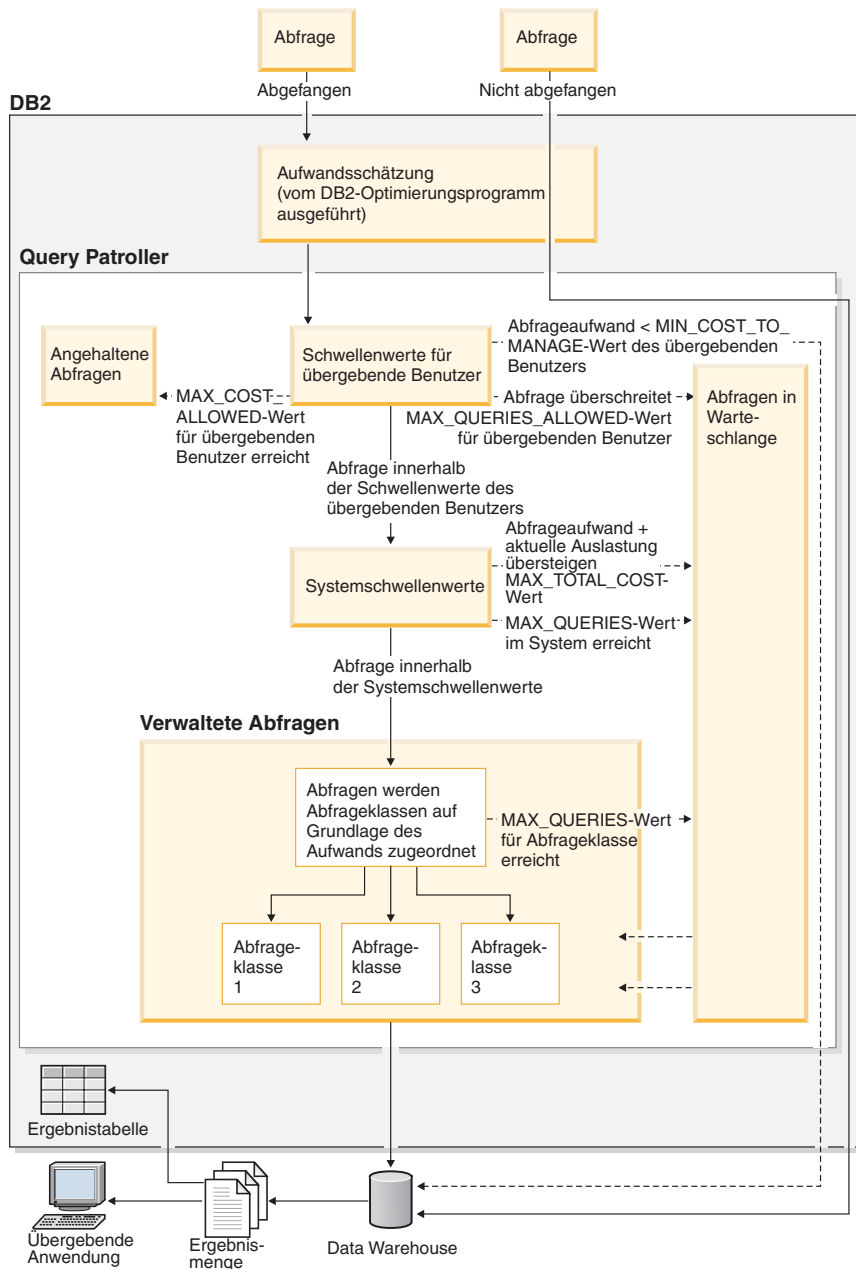 Abfrage
Abfrage
Abgefangen
Nicht abgefangen
DB2
Aufwandsschätzung
(vom DB2-Optimierungsprogramm
ausgeführt)
Query Patroller
Angehaltene
Abfragen
Schwellenwerte für
übergebende Benutzer
Abfrageaufwand < MIN_COST_TO_
MANAGE-Wert des übergebenden
Benutzers
MAX_COST_
ALLOWED-Wert
für übergebenden
Benutzer erreicht
Abfrage überschreitet
MAX_QUERIES_ALLOWED-Wert
für übergebenden Benutzer
Abfragen in
Warte-
schlange
Abfrage innerhalb
der Schwellenwerte des
übergebenden Benutzers
Systemschwellenwerte
Abfrageaufwand +
aktuelle Auslastung
übersteigen
MAX_TOTAL_COST-
Wert
MAX_QUERIES-Wert
im System erreicht
Abfrage innerhalb
der Systemschwellenwerte
Verwaltete Abfragen
Abfragen werden
Abfrageklassen auf
Grundlage des
Aufwands zugeordnet
MAX_QUERIES-Wert
für Abfrageklasse
erreicht
Abfrage-
klasse
1
Abfrage-
klasse
2
Abfragek-
lasse
3
Ergebnistabelle
Übergebende
Anwendung
Ergebnis-
menge
Data Warehouse